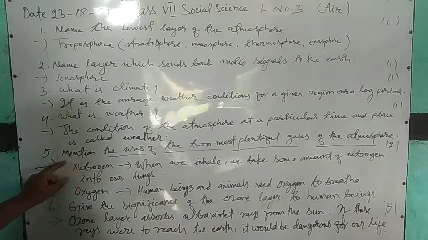 Date 23-08- Class VII Social Science L No 3. (Air)
1. Name the lowest layer of the atmosphere (1)
-) Troposphere (stratosphere, mesosphere, thermosphere, exosphere)
2. Name layer which sends back radio signals to the earth. (1)
-) Ionosphere (1)
3. What is climate?
-) It is the average weather conditions for a given region over a long period.
4. What is weather? (1)
-) The condition of the atmosphere at a particular time and place
is called weather
5. Mention the uses of the two most plentiful gases of the atmosphere. (2)
Nitrogen -> When we inhale, we take some amount of nitrogen
into our lungs
Oxygen -> Human beings and animals need oxygen to breathe
6. Give the significance of the ozone layer to human beings
-) Ozone layer absorbs ultraviolet rays from the sun. If these
rays were to reach the earth, it would be dangerous for our life